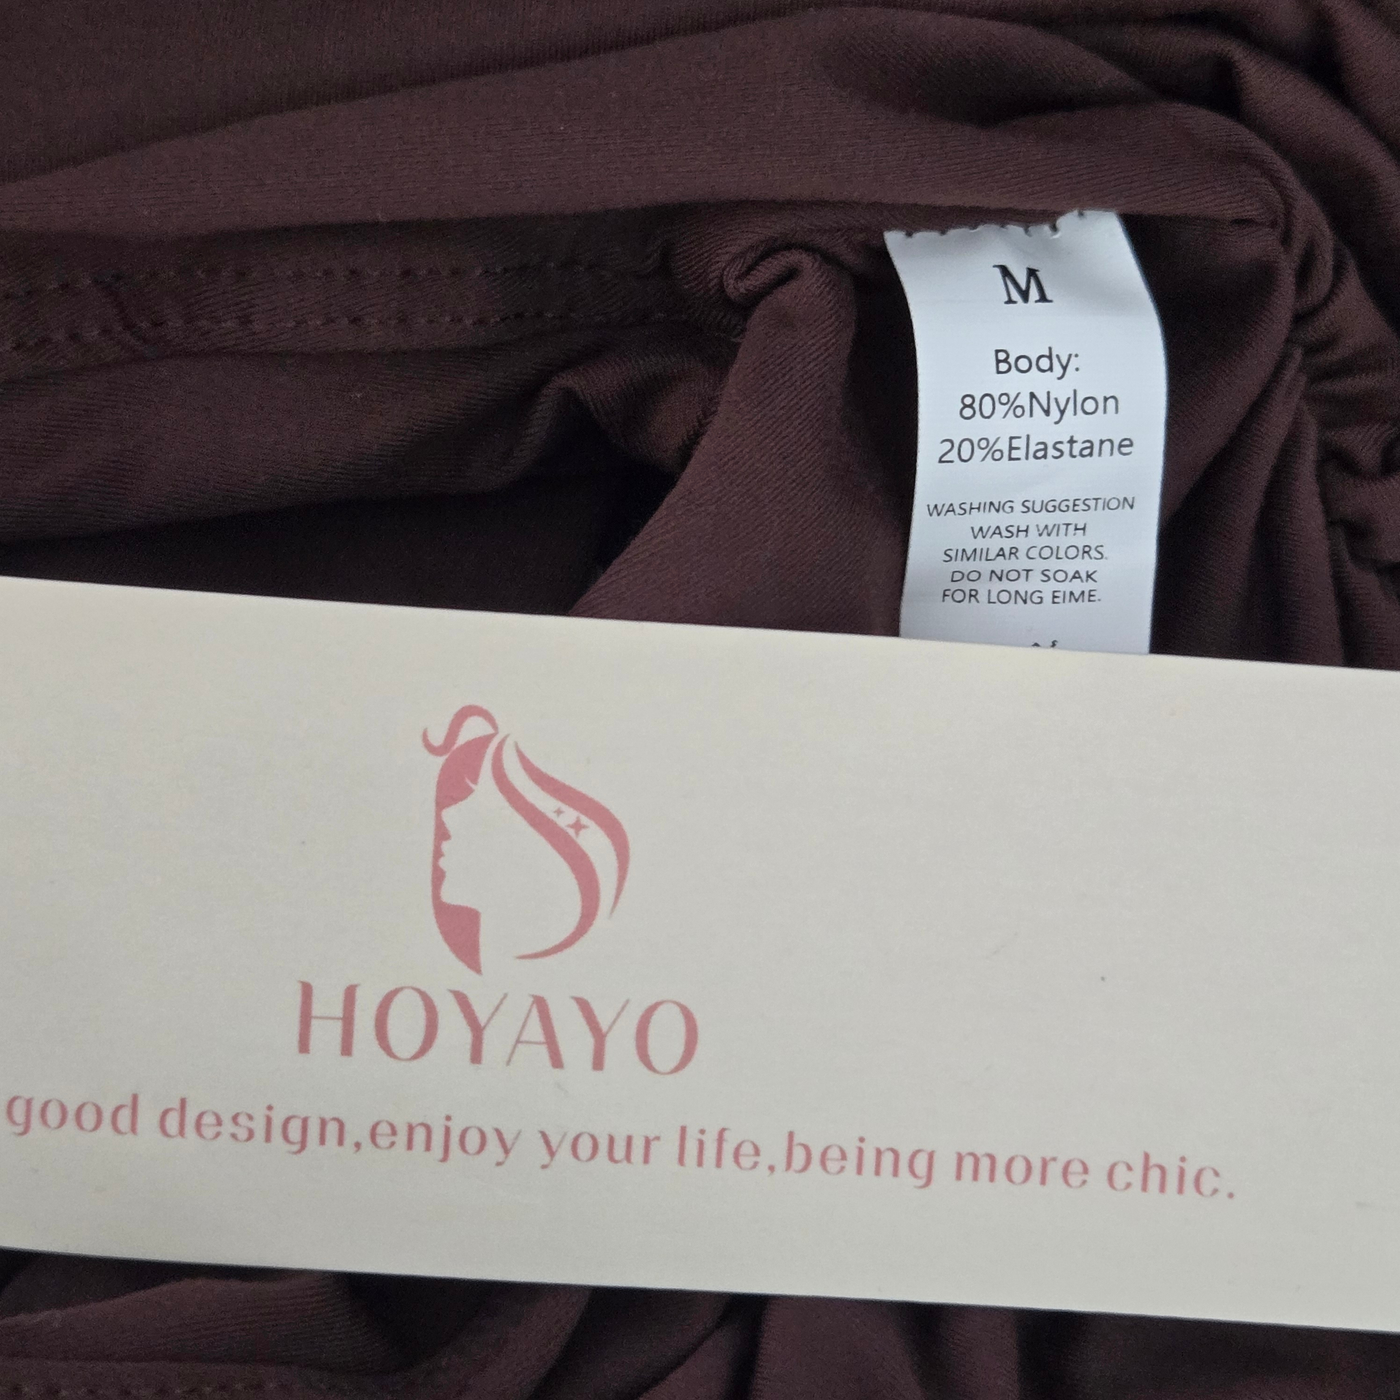 M
Body:
80%Nylon
20%Elastane
WASHING SUGGESTION
WASH WITH
SIMILAR COLORS.
DO NOT SOAK
FOR LONG EIME.
HOYAYO
good design,enjoy your life,being more chic.